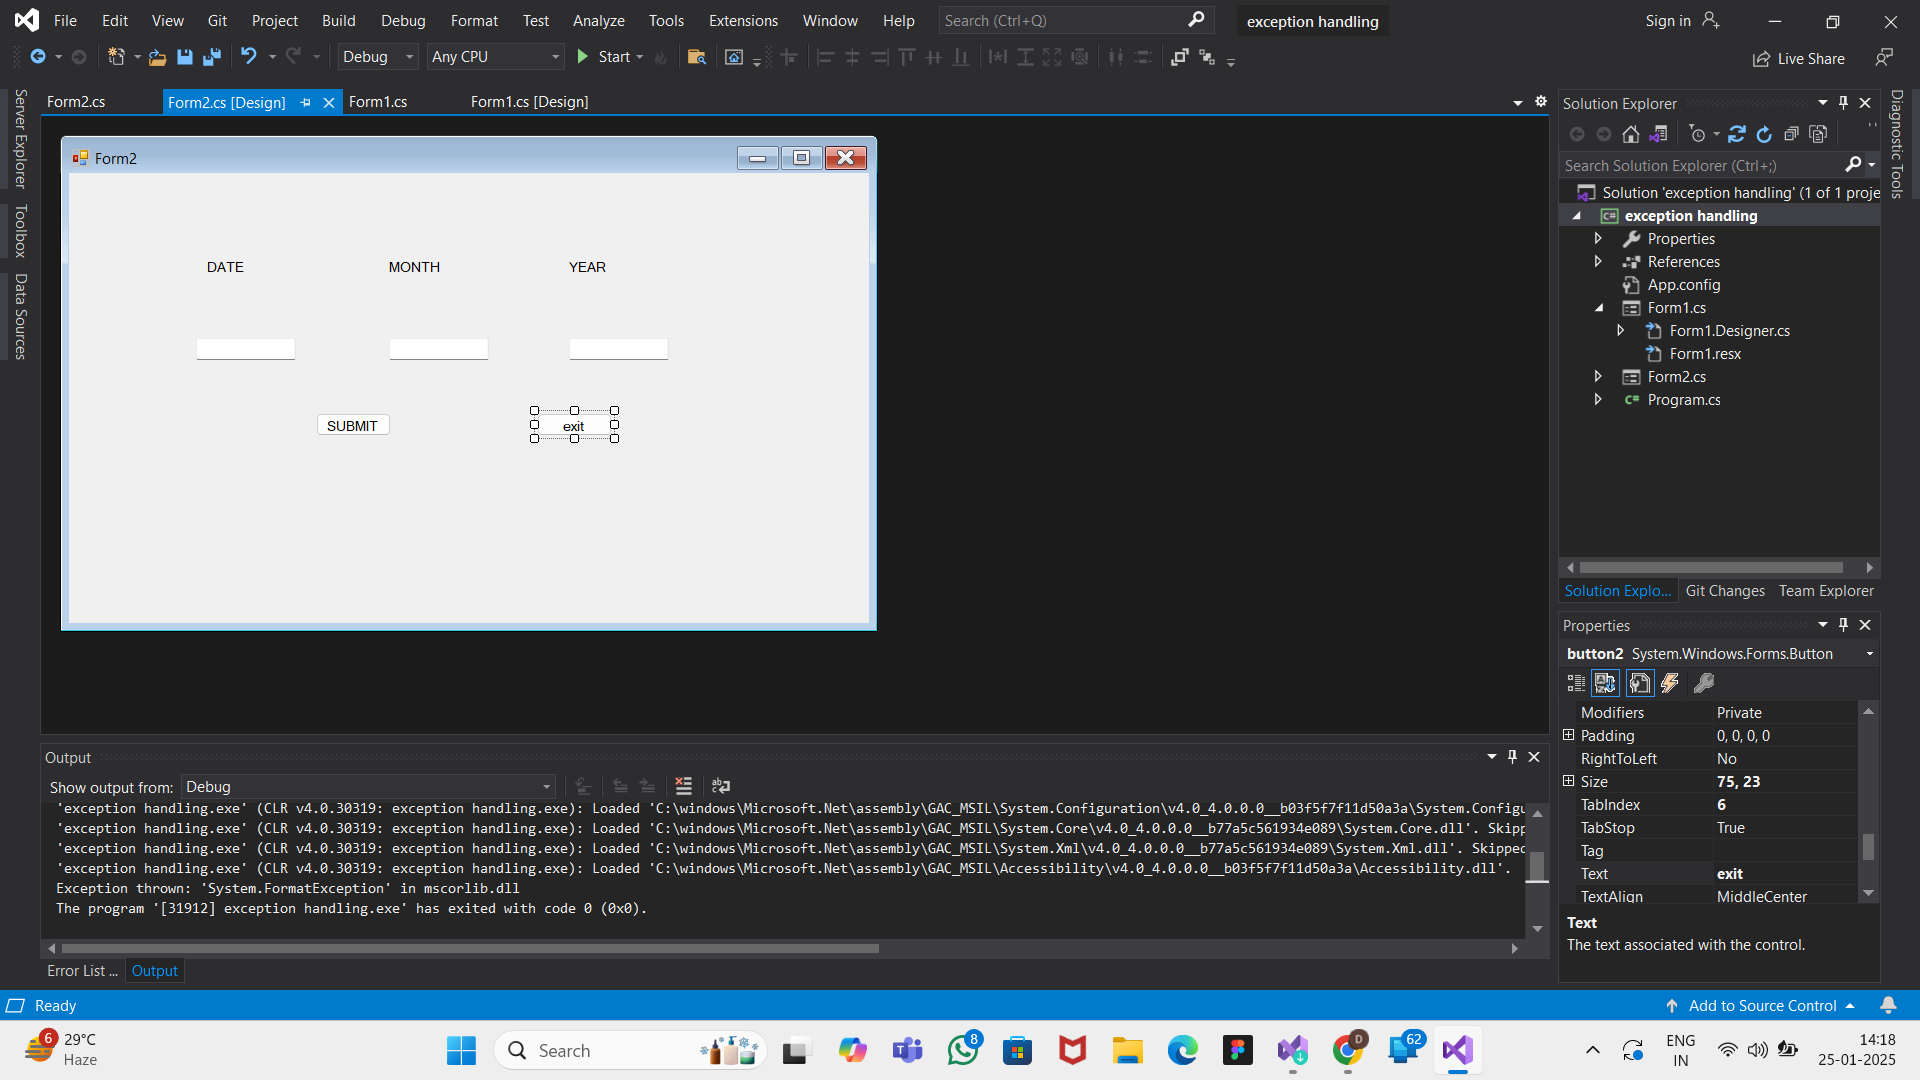 File Edit View Git Project Build Debug Format Test Analyze Tools Extensions Window Help Search (Ctrl+Q) exception handling Sign in
Debug Any CPU Start Live Share
Form2.cs Form2.cs [Design] Form1.cs Form1.cs [Design]
Server Explorer
Toolbox
Data Sources
Form2
DATE MONTH YEAR
SUBMIT exit
Solution Explorer
Search Solution Explorer (Ctrl+;)
Solution 'exception handling' (1 of 1 proje
exception handling
Properties
References
App.config
Form1.cs
Form1.Designer.cs
Form1.resx
Form2.cs
Program.cs
Solution Explo... Git Changes Team Explorer
Diagnostic Tools
Properties
button2 System.Windows.Forms.Button
Modifiers Private
Padding 0, 0, 0, 0
RightToLeft No
Size 75, 23
TabIndex 6
TabStop True
Tag
Text exit
TextAlign MiddleCenter
Text
The text associated with the control.
Output
Show output from: Debug
'exception handling.exe' (CLR v4.0.30319: exception handling.exe): Loaded 'C:\windows\Microsoft.Net\assembly\GAC_MSIL\System.Configuration\v4.0_4.0.0.0__b03f5f7f11d50a3a\System.Configu
'exception handling.exe' (CLR v4.0.30319: exception handling.exe): Loaded 'C:\windows\Microsoft.Net\assembly\GAC_MSIL\System.Core\v4.0_4.0.0.0__b77a5c561934e089\System.Core.dll'. Skipp
'exception handling.exe' (CLR v4.0.30319: exception handling.exe): Loaded 'C:\windows\Microsoft.Net\assembly\GAC_MSIL\System.Xml\v4.0_4.0.0.0__b77a5c561934e089\System.Xml.dll'. Skipped
'exception handling.exe' (CLR v4.0.30319: exception handling.exe): Loaded 'C:\windows\Microsoft.Net\assembly\GAC_MSIL\Accessibility\v4.0_4.0.0.0__b03f5f7f11d50a3a\Accessibility.dll'.
Exception thrown: 'System.FormatException' in mscorlib.dll
The program '[31912] exception handling.exe' has exited with code 0 (0x0).
Error List ... Output
Ready Add to Source Control
6 29°C
Haze
Search
8
D
62
ENG
IN
14:18
25-01-2025